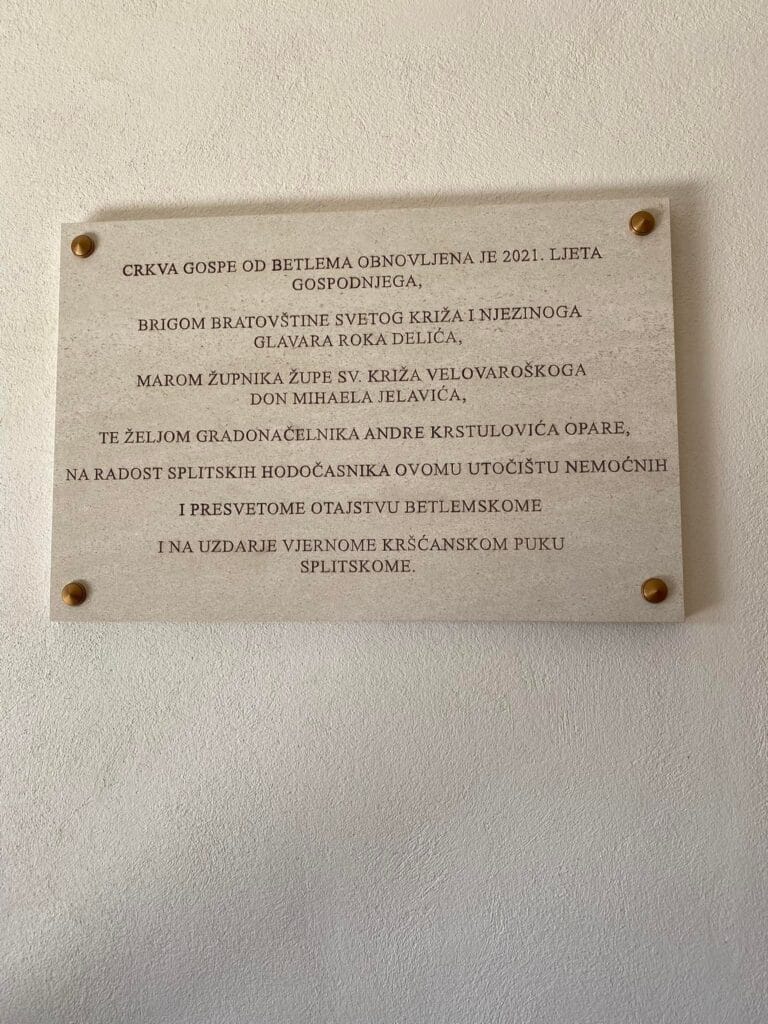 CRKVA GOSPE OD BETLEMA OBNOVLJENA JE 2021. LJETA
GOSPODNJEGA,
BRIGOM BRATOVŠTINE SVETOG KRIŽA I NJEZINOGA
GLAVARA ROKA DELIĆA,
MAROM ŽUPNIKA ŽUPE SV. KRIŽA VELOVAROŠKOGA
DON MIHAELA JELAVIĆA,
TE ŽELJOM GRADONAČELNIKA ANDRE KRSTULOVIĆA OPARE,
NA RADOST SPLITSKIH HODOČASNIKA OVOMU UTOČIŠTU NEMOĆNIH
I PRESVETOME OTAJSTVU BETLEMSKOME
I NA UZDARJE VJERNOME KRŠĆANSKOM PUKU
SPLITSKOME.